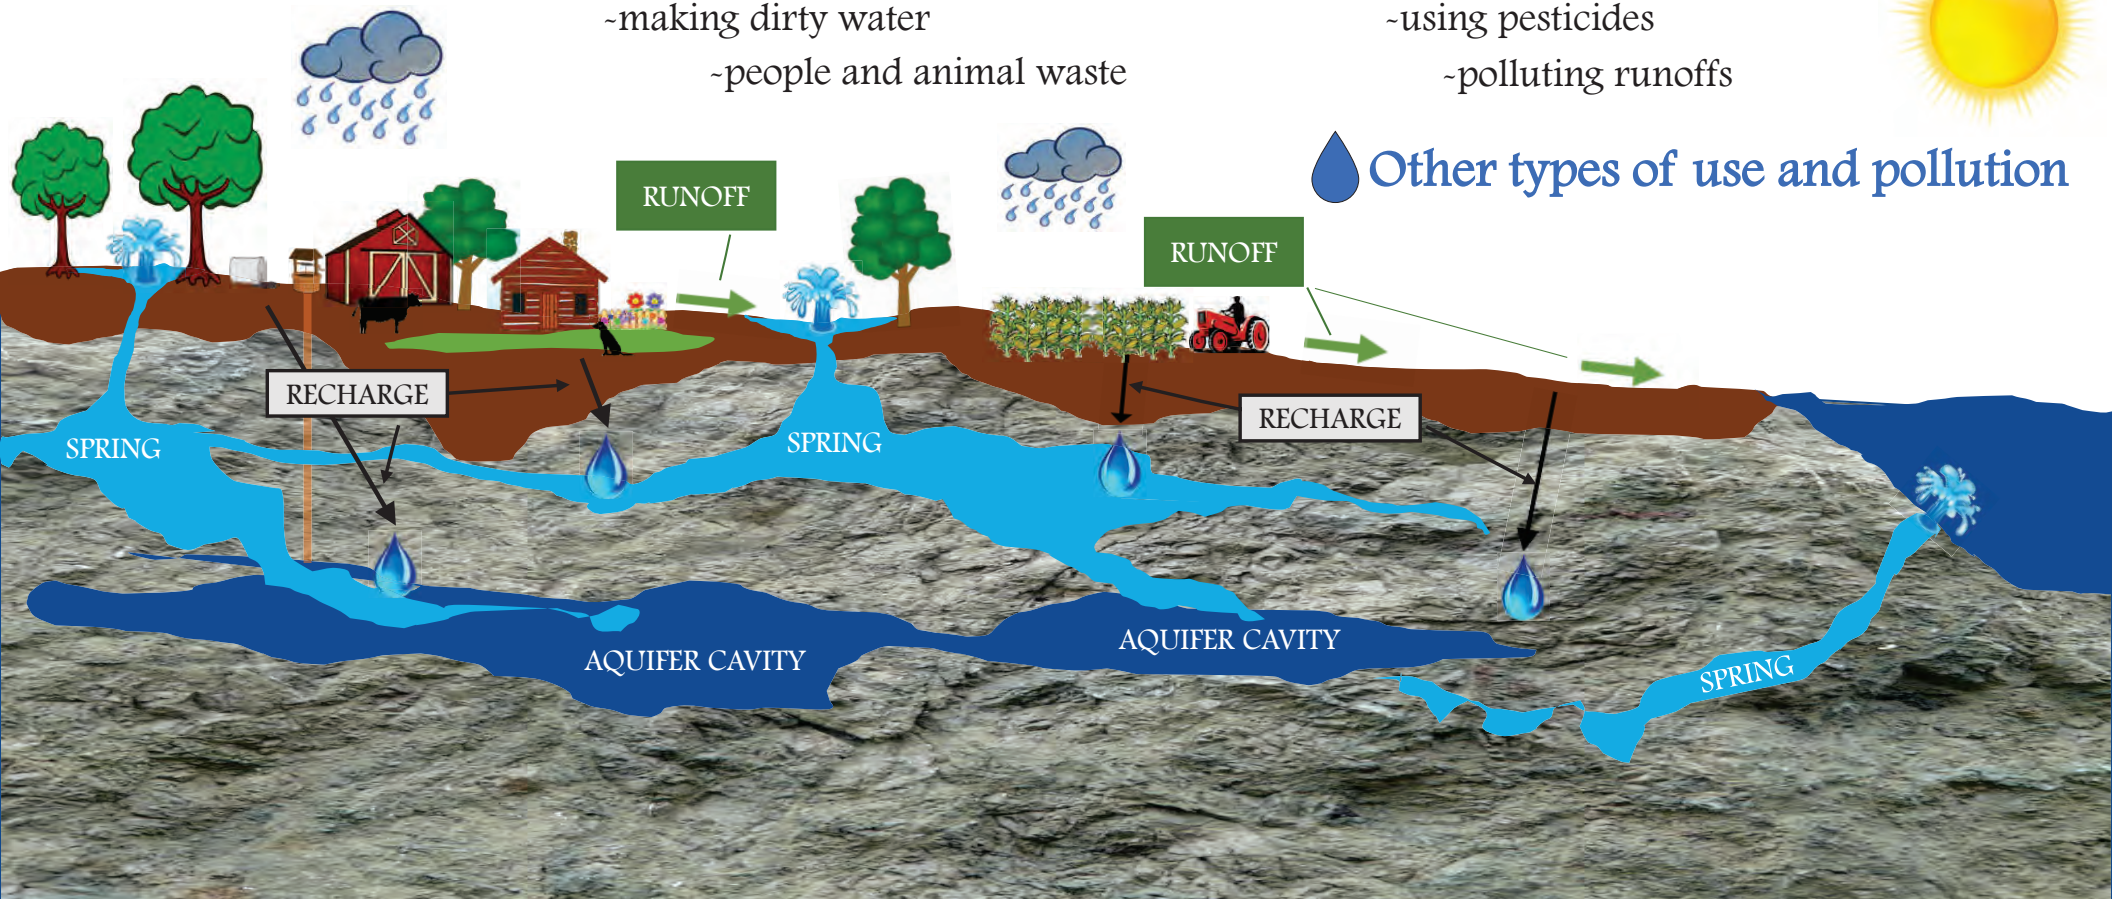 ~making dirty water
~people and animal waste
~using pesticides
~polluting runoffs
Other types of use and pollution
RUNOFF
RUNOFF
RECHARGE
RECHARGE
SPRING
SPRING
AQUIFER CAVITY
AQUIFER CAVITY
SPRING